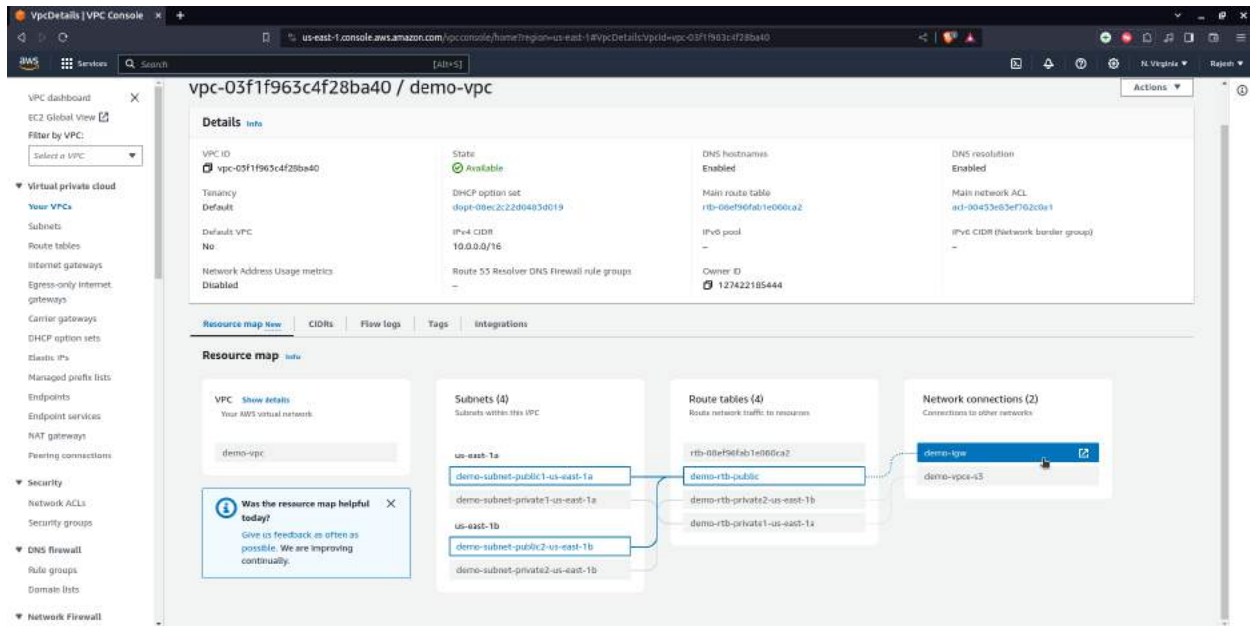 VpcDetails | VPC Console
us-east-1.console.aws.amazon.com/vpcconsole/home?region=us-east-1#VpcDetails:VpcId=vpc-03f1f963c4f28ba40
aws
Services
Search
[Alt+S]
N. Virginia
Rajesh
VPC dashboard
EC2 Global View
Filter by VPC:
Select a VPC
Virtual private cloud
Your VPCs
Subnets
Route tables
Internet gateways
Egress-only internet
gateways
Carrier gateways
DHCP option sets
Elastic IPs
Managed prefix lists
Endpoints
Endpoint services
NAT gateways
Peering connections
Security
Network ACLs
Security groups
DNS firewall
Rule groups
Domain lists
Network Firewall
vpc-03f1f963c4f28ba40 / demo-vpc
Actions
Details Info
VPC ID
vpc-03f1f963c4f28ba40
State
Available
DNS hostnames
Enabled
DNS resolution
Enabled
Tenancy
Default
DHCP option set
dopt-08ec2c22d0485d019
Main route table
rtb-08ef96fab1e060ca2
Main network ACL
acl-00453e63ef762c0a1
Default VPC
No
IPv4 CIDR
10.0.0.0/16
IPv6 pool
–
IPv6 CIDR (Network border group)
–
Network Address Usage metrics
Disabled
Route 53 Resolver DNS Firewall rule groups
–
Owner ID
127422185444
Resource map New
CIDRs
Flow logs
Tags
Integrations
Resource map Info
VPC Show details
Your AWS virtual network
demo-vpc
Was the resource map helpful
today?
Give us feedback as often as
possible. We are improving
continually.
Subnets (4)
Subnets within this VPC
us-east-1a
demo-subnet-public1-us-east-1a
demo-subnet-private1-us-east-1a
us-east-1b
demo-subnet-public2-us-east-1b
demo-subnet-private2-us-east-1b
Route tables (4)
Route network traffic to resources
rtb-08ef96fab1e060ca2
demo-rtb-public
demo-rtb-private2-us-east-1b
demo-rtb-private1-us-east-1a
Network connections (2)
Connections to other networks
demo-igw
demo-vpce-s3